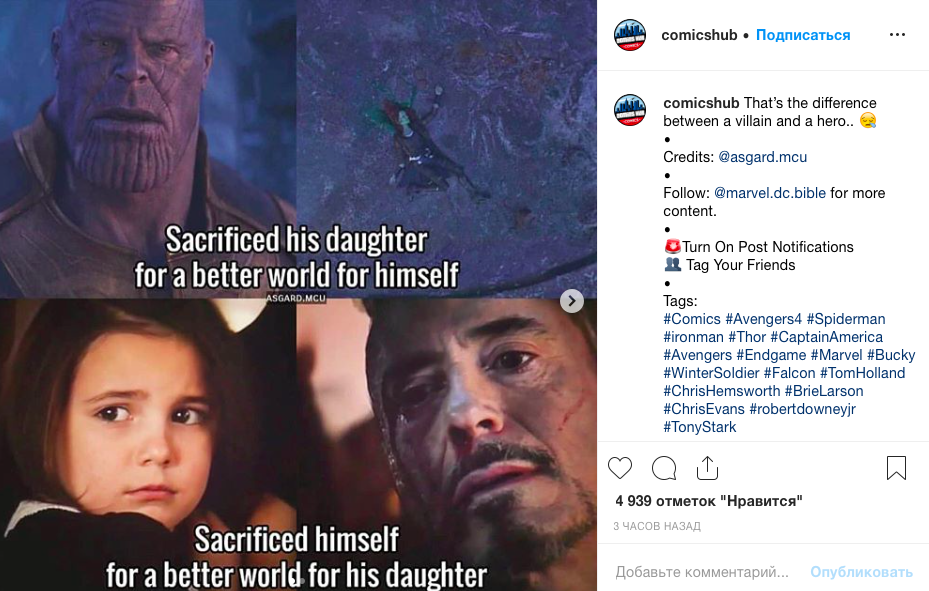 Sacrificed his daughter
for a better world for himself
ASGARD.MCU
Sacrificed himself
for a better world for his daughter
comicshub • Подписаться
comicshub That's the difference
between a villain and a hero.. 😪
•
Credits: @asgard.mcu
•
Follow: @marvel.dc.bible for more
content.
•
🚨Turn On Post Notifications
👥 Tag Your Friends
•
Tags:
#Comics #Avengers4 #Spiderman
#ironman #Thor #CaptainAmerica
#Avengers #Endgame #Marvel #Bucky
#WinterSoldier #Falcon #TomHolland
#ChrisHemsworth #BrieLarson
#ChrisEvans #robertdowneyjr
#TonyStark
4 939 отметок "Нравится"
3 ЧАСОВ НАЗАД
Добавьте комментарий... Опубликовать